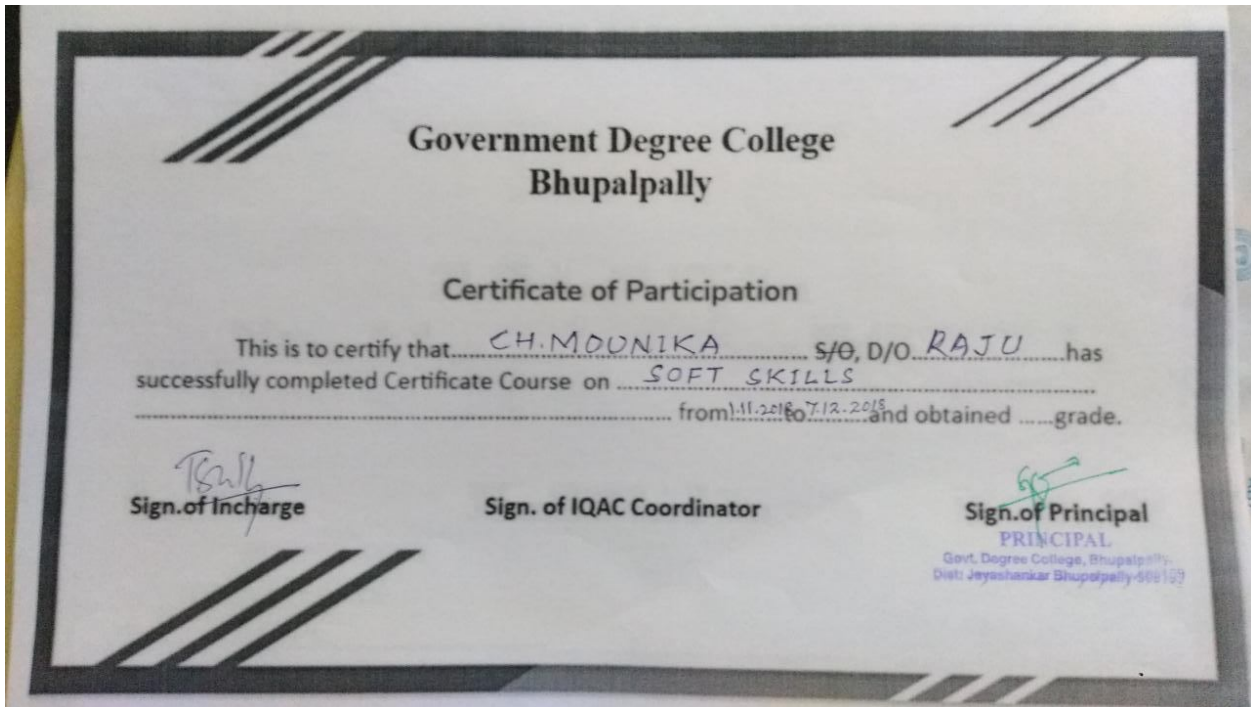 Government Degree College
Bhupalpally
Certificate of Participation
This is to certify that...... CH. MOUNIKA ................ S/O, D/O.. RAJU .......has
successfully completed Certificate Course on .... SOFT SKILLS ....................................
.................................................................................... from 1.11.2018 to 7.12.2018 and obtained ......grade.
Sign.of Incharge
Sign. of IQAC Coordinator
Sign.of Principal
PRINCIPAL
Govt. Degree College, Bhupalpally
Dist: Jayashankar Bhupalpally